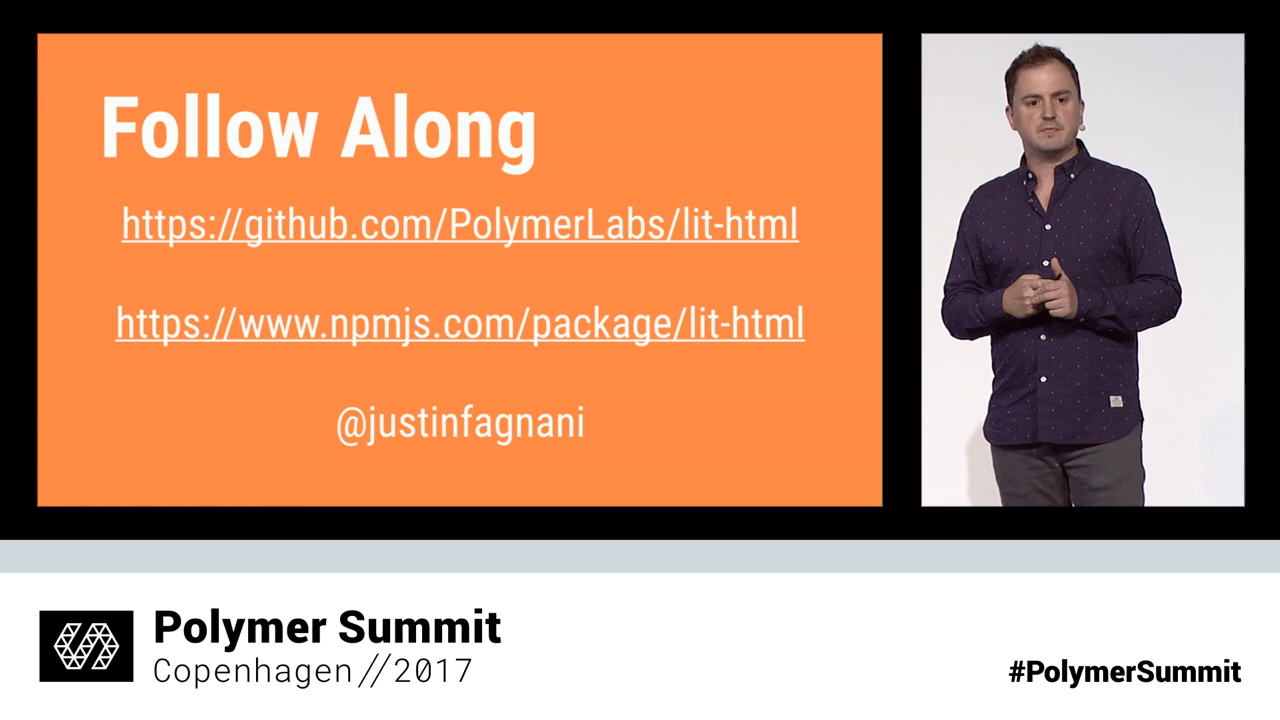 Follow Along
https://github.com/PolymerLabs/lit-html
https://www.npmjs.com/package/lit-html
@justinfagnani
Polymer Summit
Copenhagen//2017
#PolymerSummit